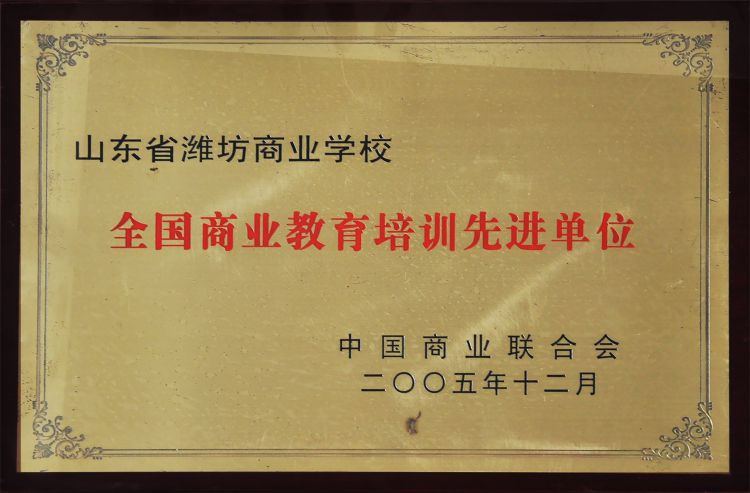 山东省潍坊商业学校
全国商业教育培训先进单位
中国商业联合会
二〇〇五年十二月